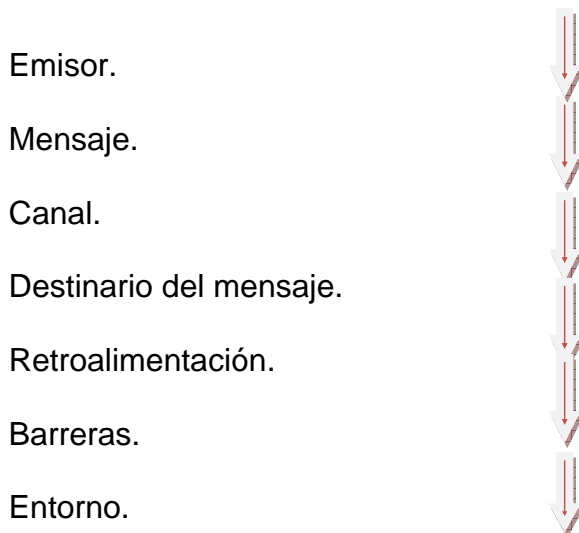 Emisor.
Mensaje.
Canal.
Destinario del mensaje.
Retroalimentación.
Barreras.
Entorno.